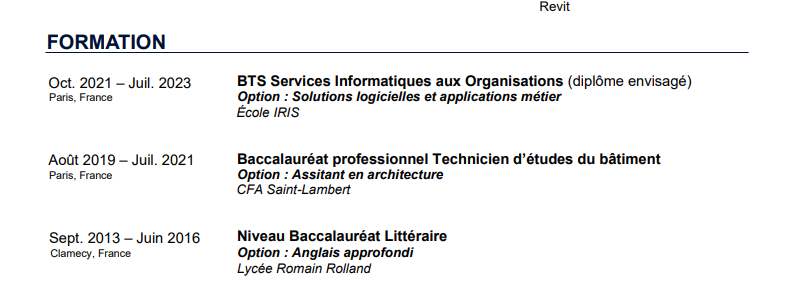 Revit
FORMATION
Oct. 2021 – Juil. 2023
Paris, France
BTS Services Informatiques aux Organisations (diplôme envisagé)
Option : Solutions logicielles et applications métier
École IRIS
Août 2019 – Juil. 2021
Paris, France
Baccalauréat professionnel Technicien d’études du bâtiment
Option : Assitant en architecture
CFA Saint-Lambert
Sept. 2013 – Juin 2016
Clamecy, France
Niveau Baccalauréat Littéraire
Option : Anglais approfondi
Lycée Romain Rolland